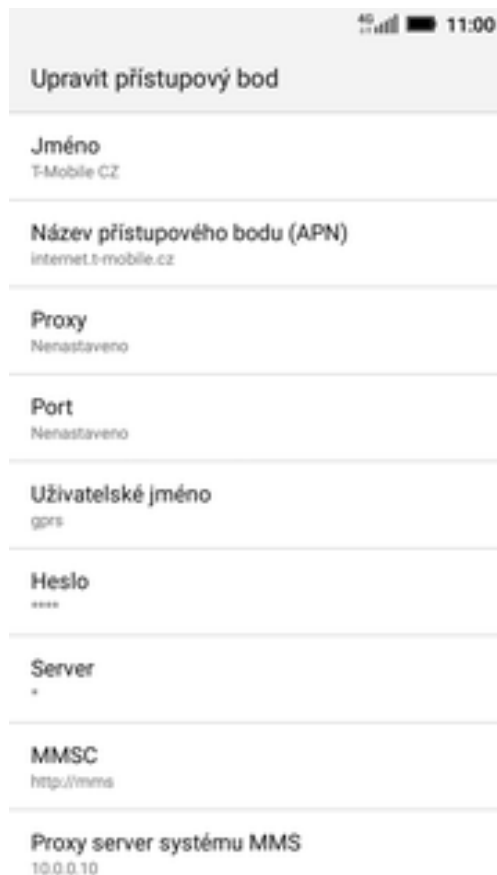 4G 11:00
Upravit přístupový bod
Jméno
T-Mobile CZ
Název přístupového bodu (APN)
internet.t-mobile.cz
Proxy
Nenastaveno
Port
Nenastaveno
Uživatelské jméno
gprs
Heslo
****
Server
*
MMSC
http://mms
Proxy server systému MMS
10.0.0.10